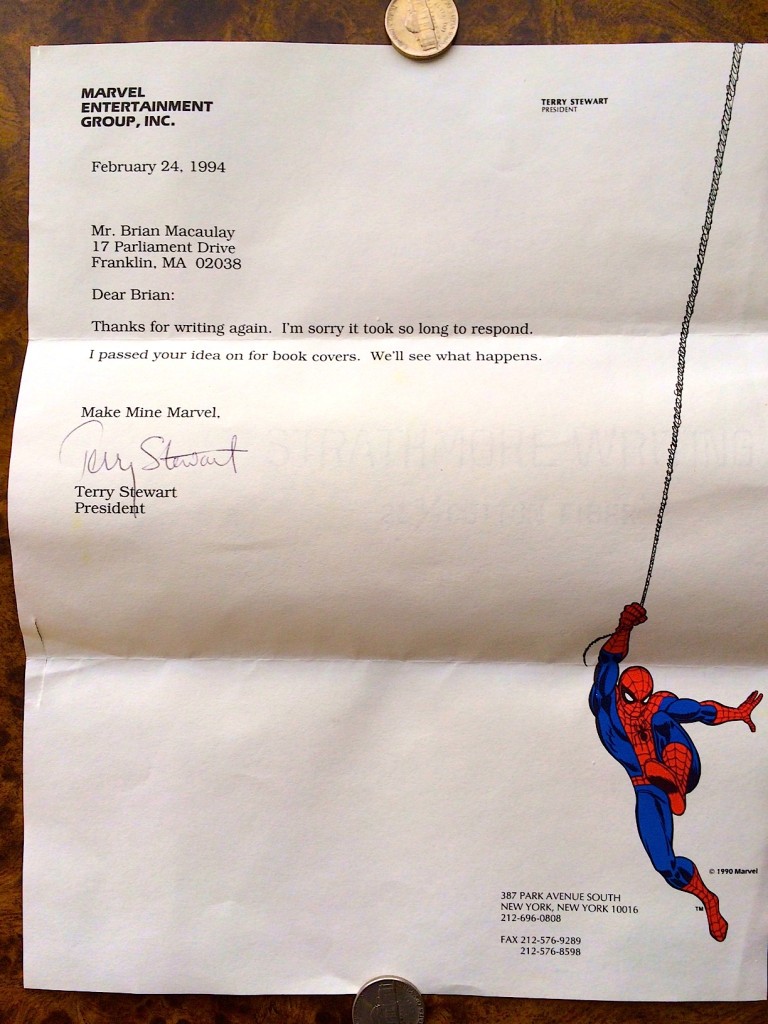 MARVEL
ENTERTAINMENT
GROUP, INC.
TERRY STEWART
PRESIDENT
February 24, 1994
Mr. Brian Macaulay
17 Parliament Drive
Franklin, MA 02038
Dear Brian:
Thanks for writing again. I'm sorry it took so long to respond.
I passed your idea on for book covers. We'll see what happens.
Make Mine Marvel,
Terry Stewart
Terry Stewart
President
© 1990 Marvel
TM
387 PARK AVENUE SOUTH
NEW YORK, NEW YORK 10016
212-696-0808
FAX 212-576-9289
212-576-8598